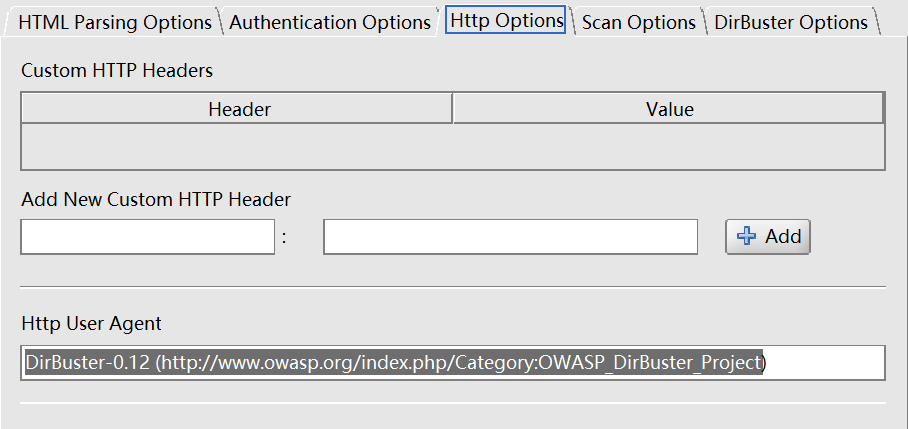 HTML Parsing Options Authentication Options Http Options Scan Options DirBuster Options
Custom HTTP Headers
Header Value
Add New Custom HTTP Header
: Add
Http User Agent
DirBuster-0.12 (http://www.owasp.org/index.php/Category:OWASP_DirBuster_Project)